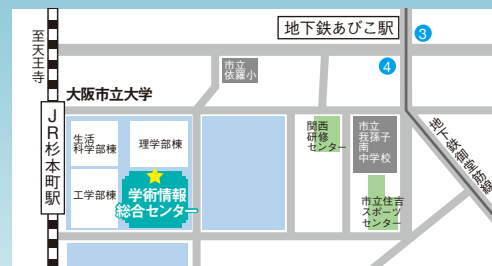 至天王寺
地下鉄あびこ駅
3
4
市立
依羅小
大阪市立大学
JR杉本町駅
生活
科学部棟
理学部棟
関西
研修
センター
市立
我孫子
南
中学校
地下鉄御堂筋線
工学部棟
学術情報
総合センター
市立住吉
スポーツ
センター